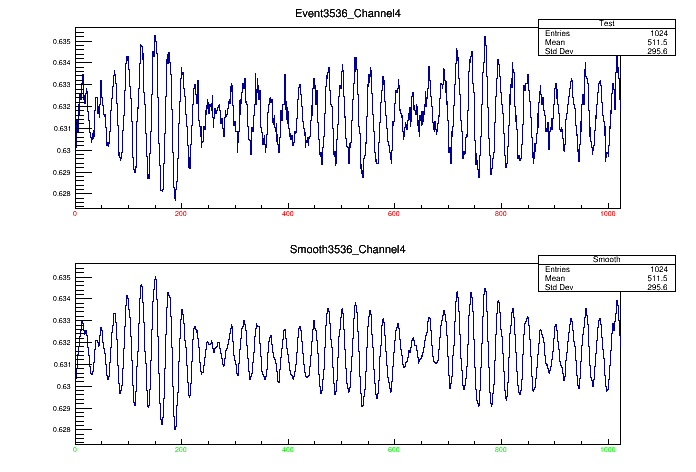 Event3536_Channel4
Test
Entries 1024
Mean 511.5
Std Dev 295.6
0.635
0.634
0.633
0.632
0.631
0.63
0.629
0.628
0 200 400 600 800 1000
Smooth3536_Channel4
Smooth
Entries 1024
Mean 511.5
Std Dev 295.6
0.635
0.634
0.633
0.632
0.631
0.63
0.629
0.628
0 200 400 600 800 1000